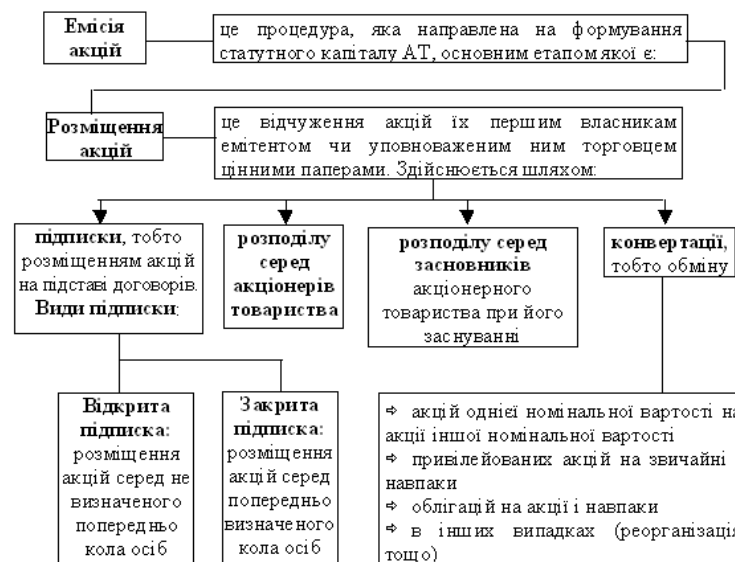 Емісія
акцій
це процедура, яка направлена на формування
статутного капіталу АТ, основним етапом якої є:
Розміщення
акцій
це відчуження акцій їх першим власникам
емітентом чи уповноваженим ним торговцем
цінними паперами. Здійснюється шляхом:
підписки, тобто
розміщенням акцій
на підставі договорів.
Види підписки:
розподілу
серед
акціонерів
товариства
розподілу серед
засновників
акціонерного
товариства при його
заснуванні
конвертації,
тобто обміну
Відкрита
підписка:
розміщення
акцій серед не
визначеного
попередньо
кола осіб
Закрита
підписка:
розміщення
акцій серед
попередньо
визначеного
кола осіб
⇨ акцій однієї номінальної вартості на
акції іншої номінальної вартості
⇨ привілейованих акцій на звичайні
навпаки
⇨ облігацій на акції і навпаки
⇨ в інших випадках (реорганізація
тощо)